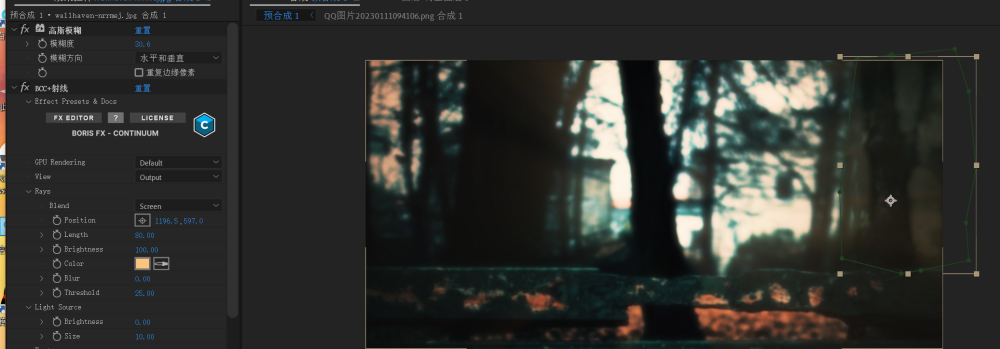 预合成 1 • wallhaven-nrrmej.jpg 合成 1
预合成 1 QQ图片20230111094106.png 合成 1
fx 高斯模糊 重置
模糊度 30.6
模糊方向 水平和垂直
重复边缘像素
fx BCC+射线 重置
Effect Presets & Docs
FX EDITOR ? LICENSE
C
BORIS FX - CONTINUUM
GPU Rendering Default
View Output
Rays
Blend Screen
Position 1196.5,597.0
Length 80.00
Brightness 100.00
Color
Blur 0.00
Threshold 25.00
Light Source
Brightness 0.00
Size 10.00